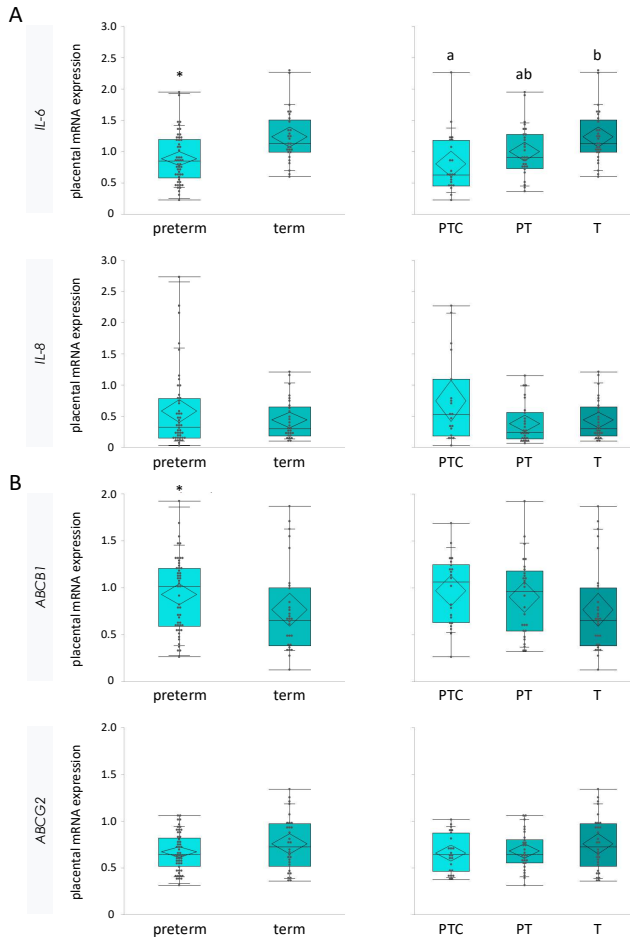 A
IL-6
placental mRNA expression
3.0
2.5
2.0
1.5
1.0
0.5
0.0
*
preterm
term
a
ab
b
PTC
PT
T
IL-8
placental mRNA expression
3.0
2.5
2.0
1.5
1.0
0.5
0.0
preterm
term
PTC
PT
T
B
ABCB1
placental mRNA expression
2.0
1.5
1.0
0.5
0.0
*
preterm
term
PTC
PT
T
ABCG2
placental mRNA expression
2.0
1.5
1.0
0.5
0.0
preterm
term
PTC
PT
T